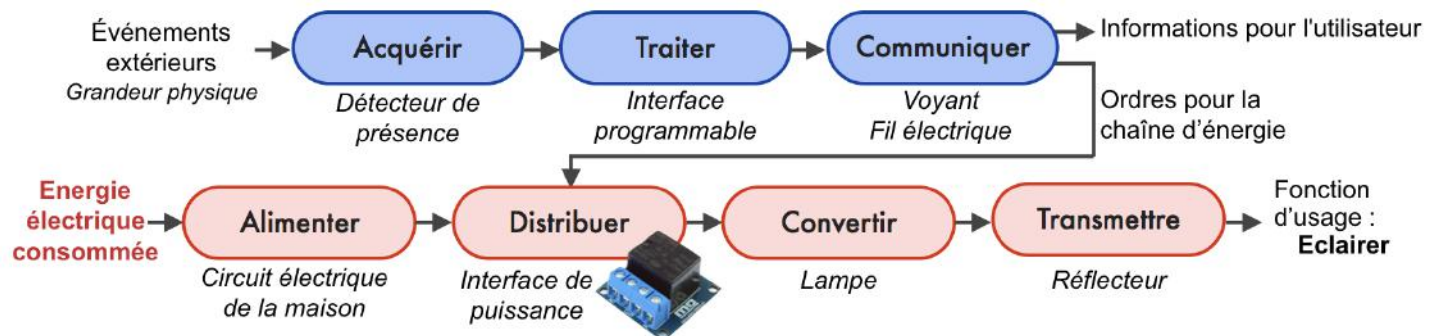 Événements
extérieurs
Grandeur physique
Acquérir
Détecteur de
présence
Traiter
Interface
programmable
Communiquer
Voyant
Fil électrique
Informations pour l'utilisateur
Ordres pour la
chaîne d'énergie
Energie
électrique
consommée
Alimenter
Circuit électrique
de la maison
Distribuer
Interface de
puissance
Convertir
Lampe
Transmettre
Réflecteur
Fonction
d'usage :
Eclairer